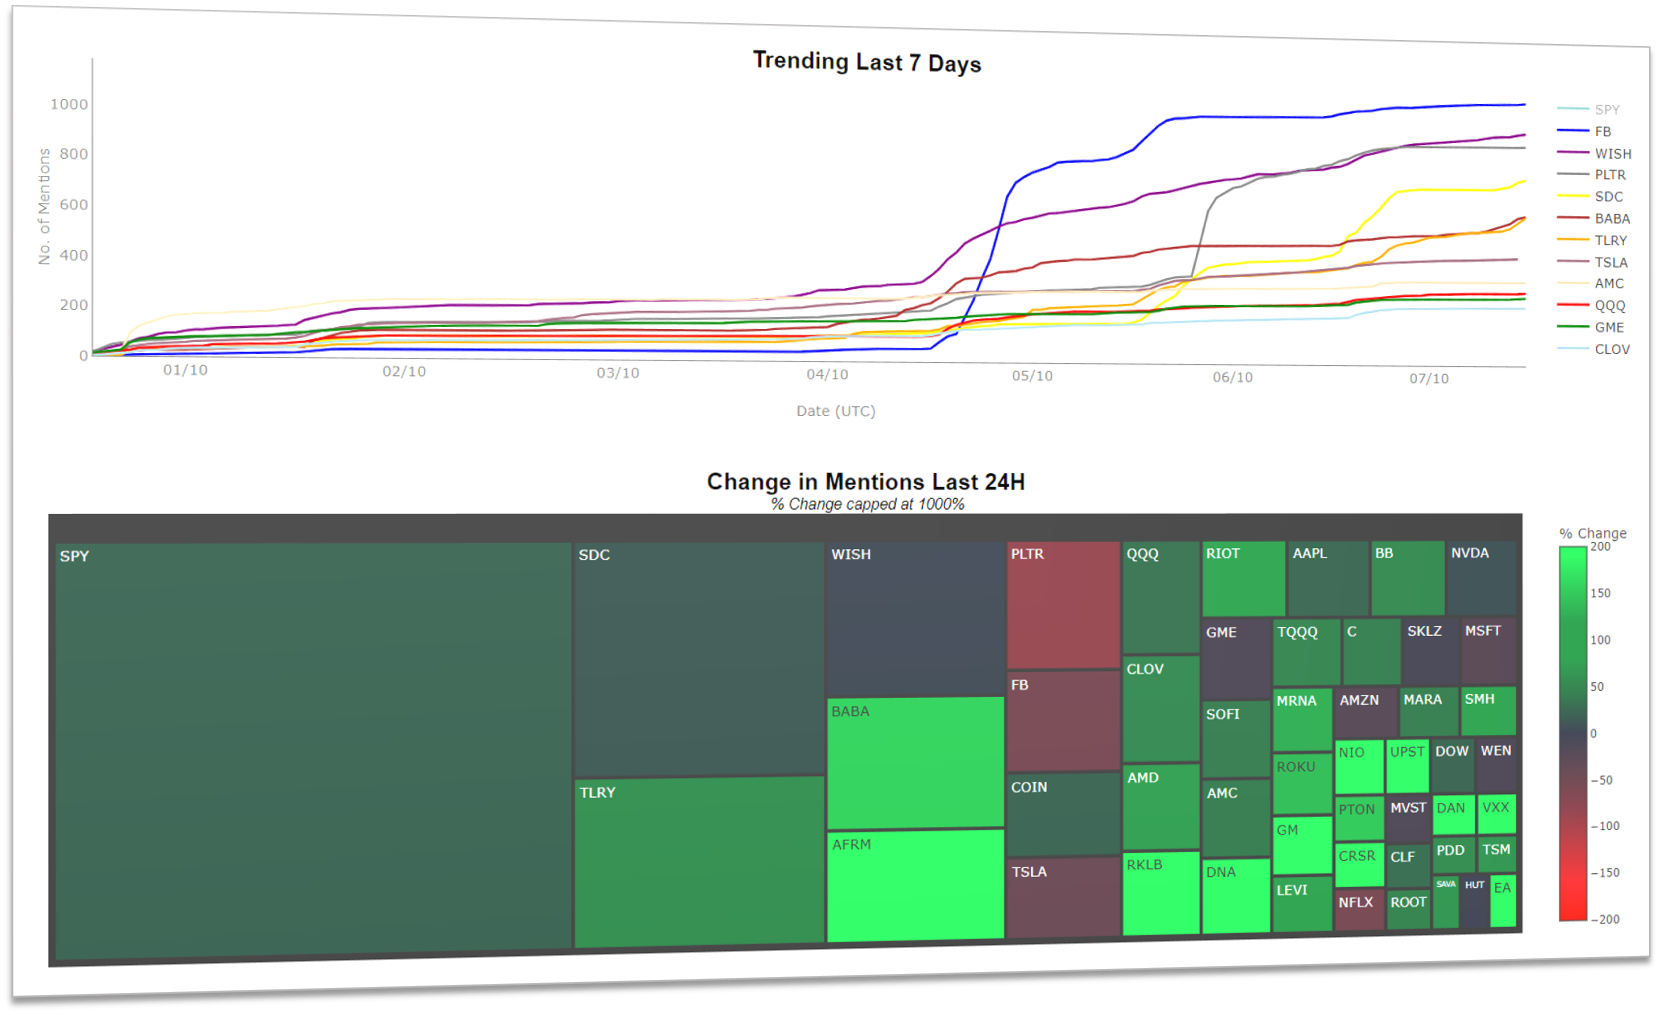 Trending Last 7 Days
No. of Mentions
1000
800
600
400
200
0
01/10
02/10
03/10
04/10
05/10
06/10
07/10
Date (UTC)
SPY
FB
WISH
PLTR
SDC
BABA
TLRY
TSLA
AMC
QQQ
GME
CLOV
Change in Mentions Last 24H
% Change capped at 1000%
SPY
SDC
TLRY
WISH
BABA
AFRM
PLTR
FB
COIN
TSLA
QQQ
CLOV
AMD
RKLB
RIOT
AAPL
BB
NVDA
GME
SOFI
AMC
DNA
TQQQ
C
SKLZ
MSFT
MRNA
ROKU
GM
LEVI
AMZN
MARA
SMH
NIO
UPST
DOW
WEN
PTON
MVST
DAN
VXX
CRSR
CLF
PDD
TSM
NFLX
ROOT
SAVA
HUT
EA
% Change
200
150
100
50
0
−50
−100
−150
−200